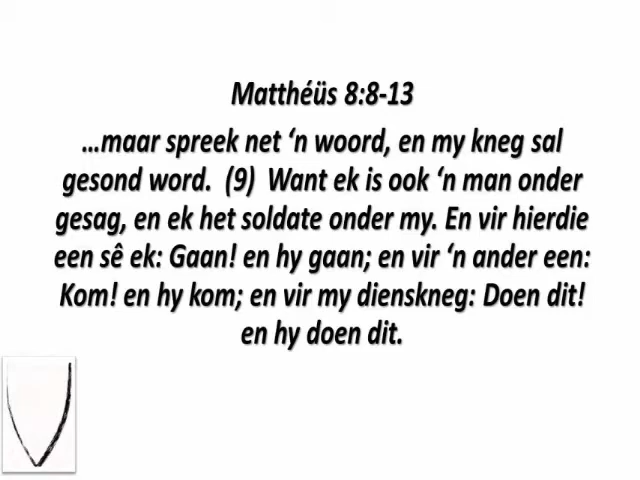 Matthéüs 8:8-13
…maar spreek net ‘n woord, en my kneg sal
gesond word.  (9)  Want ek is ook ‘n man onder
gesag, en ek het soldate onder my. En vir hierdie
een sê ek: Gaan! en hy gaan; en vir ‘n ander een:
Kom! en hy kom; en vir my dienskneg: Doen dit!
en hy doen dit.